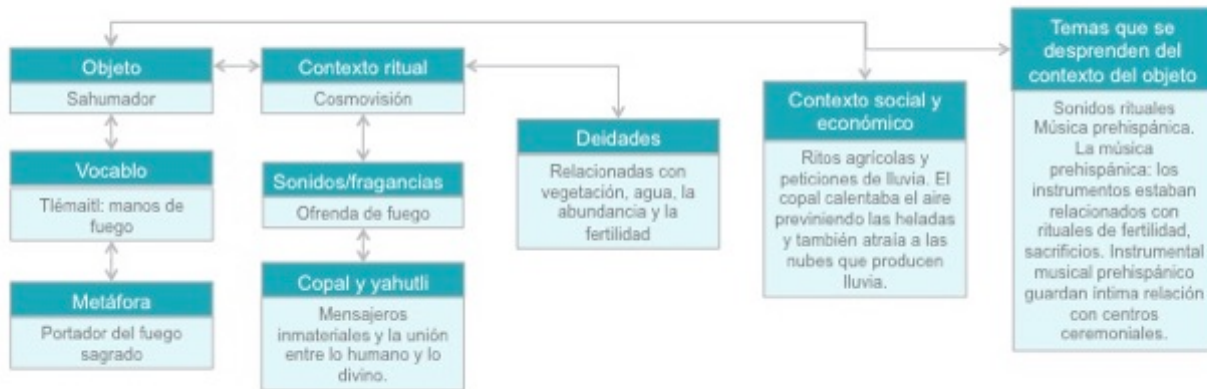 Objeto
Sahumador
Vocablo
Tlémaitl: manos de
fuego
Metáfora
Portador del fuego
sagrado
Contexto ritual
Cosmovisión
Sonidos/fragancias
Ofrenda de fuego
Copal y yahutli
Mensajeros
inmateriales y la unión
entre lo humano y lo
divino.
Deidades
Relacionadas con
vegetación, agua, la
abundancia y la
fertilidad
Contexto social y
económico
Ritos agrícolas y
peticiones de lluvia. El
copal calentaba el aire
previniendo las heladas
y también atraía a las
nubes que producen
lluvia.
Temas que se
desprenden del
contexto del objeto
Sonidos rituales
Música prehispánica.
La música
prehispánica: los
instrumentos estaban
relacionados con
rituales de fertilidad,
sacrificios. Instrumental
musical prehispánico
guardan íntima relación
con centros
ceremoniales.